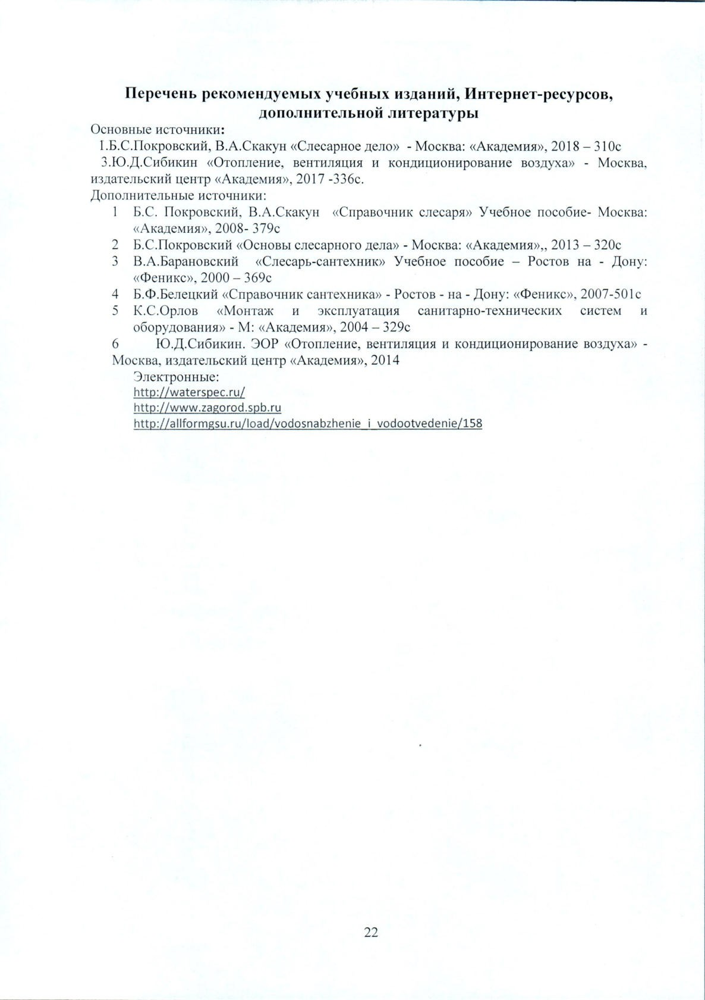 Перечень рекомендуемых учебных изданий, Интернет-ресурсов,
дополнительной литературы
Основные источники:
1.Б.С.Покровский, В.А.Скакун «Слесарное дело» - Москва: «Академия», 2018 – 310с
3.Ю.Д.Сибикин «Отопление, вентиляция и кондиционирование воздуха» - Москва,
издательский центр «Академия», 2017 -336с.
Дополнительные источники:
1 Б.С. Покровский, В.А.Скакун «Справочник слесаря» Учебное пособие- Москва:
«Академия», 2008- 379с
2 Б.С.Покровский «Основы слесарного дела» - Москва: «Академия»,, 2013 – 320с
3 В.А.Барановский «Слесарь-сантехник» Учебное пособие – Ростов на - Дону:
«Феникс», 2000 – 369с
4 Б.Ф.Белецкий «Справочник сантехника» - Ростов - на - Дону: «Феникс», 2007-501с
5 К.С.Орлов «Монтаж и эксплуатация санитарно-технических систем и
оборудования» - М: «Академия», 2004 – 329с
6 Ю.Д.Сибикин. ЭОР «Отопление, вентиляция и кондиционирование воздуха» -
Москва, издательский центр «Академия», 2014
Электронные:
http://waterspec.ru/
http://www.zagorod.spb.ru
http://allformgsu.ru/load/vodosnabzhenie_i_vodootvedenie/158
22